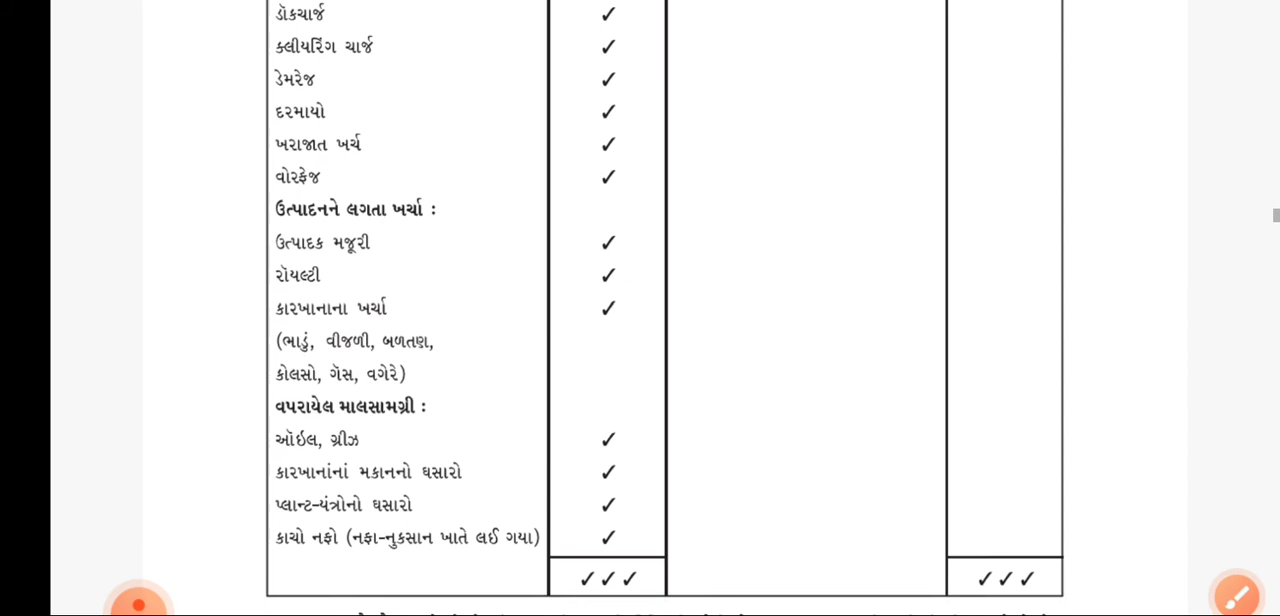 ડૉકચાર્જ ✓
ક્લીયરિંગ ચાર્જ ✓
ડેમરેજ ✓
દરમાયો ✓
ખરાજાત ખર્ચ ✓
વોરફેજ ✓
ઉત્પાદનને લગતા ખર્ચા :
ઉત્પાદક મજૂરી ✓
રૉયલ્ટી ✓
કારખાનાના ખર્ચા ✓
(ભાડું, વીજળી, બળતણ,
કોલસો, ગૅસ, વગેરે)
વપરાયેલ માલસામગ્રી :
ઑઇલ, ગ્રીઝ ✓
કારખાનાંનાં મકાનનો ઘસારો ✓
પ્લાન્ટ-યંત્રોનો ઘસારો ✓
કાચો નફો (નફા-નુકસાન ખાતે લઈ ગયા) ✓
✓✓✓ ✓✓✓